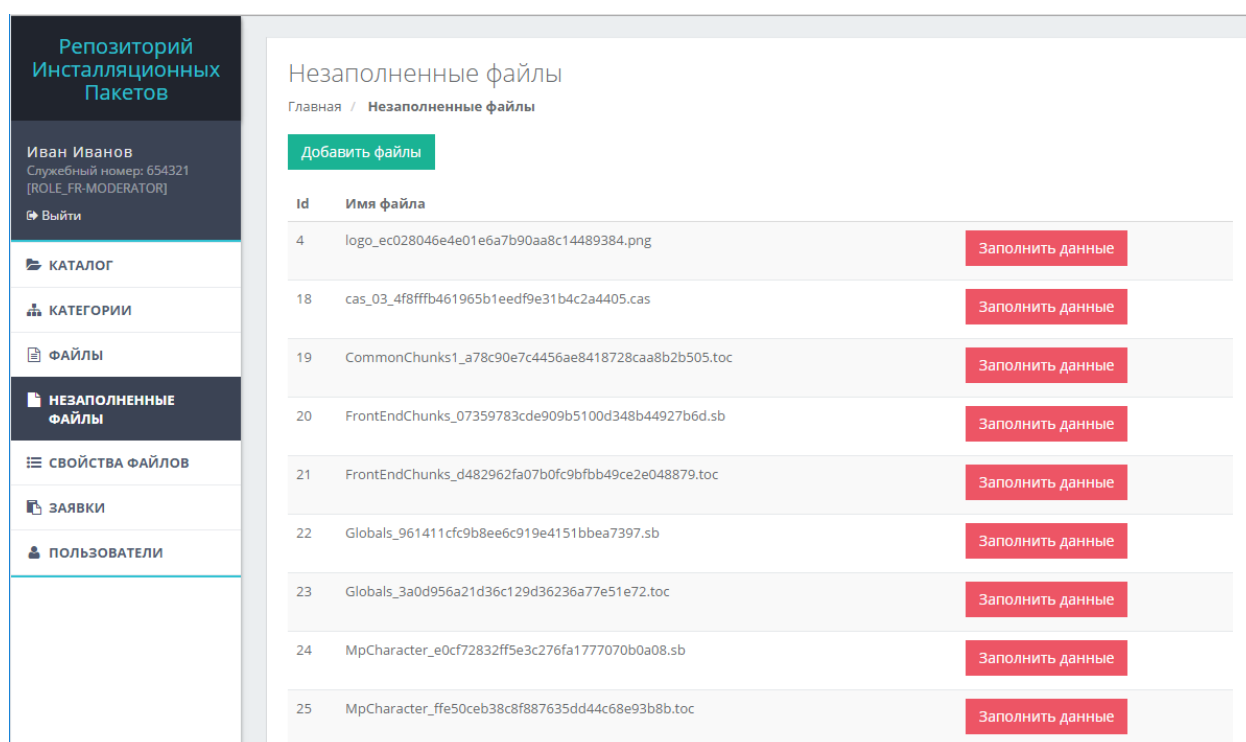 Репозиторий
Инсталляционных
Пакетов
Иван Иванов
Служебный номер: 654321
[ROLE_FR-MODERATOR]
Выйти
КАТАЛОГ
КАТЕГОРИИ
ФАЙЛЫ
НЕЗАПОЛНЕННЫЕ
ФАЙЛЫ
СВОЙСТВА ФАЙЛОВ
ЗАЯВКИ
ПОЛЬЗОВАТЕЛИ
Незаполненные файлы
Главная / Незаполненные файлы
Добавить файлы
Id Имя файла
4 logo_ec028046e4e01e6a7b90aa8c14489384.png Заполнить данные
18 cas_03_4f8fffb461965b1eedf9e31b4c2a4405.cas Заполнить данные
19 CommonChunks1_a78c90e7c4456ae8418728caa8b2b505.toc Заполнить данные
20 FrontEndChunks_07359783cde909b5100d348b44927b6d.sb Заполнить данные
21 FrontEndChunks_d482962fa07b0fc9bfbb49ce2e048879.toc Заполнить данные
22 Globals_961411cfc9b8ee6c919e4151bbea7397.sb Заполнить данные
23 Globals_3a0d956a21d36c129d36236a77e51e72.toc Заполнить данные
24 MpCharacter_e0cf72832ff5e3c276fa1777070b0a08.sb Заполнить данные
25 MpCharacter_ffe50ceb38c8f887635dd44c68e93b8b.toc Заполнить данные